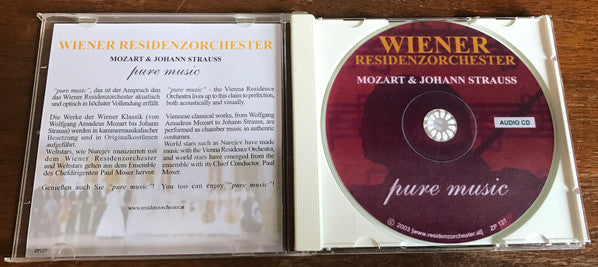 WIENER RESIDENZORCHESTER
MOZART & JOHANN STRAUSS
pure music
"pure music", das ist der Anspruch den
das Wiener Residenzorchester akustisch
und optisch in höchster Vollendung erfüllt.
Die Werke der Wiener Klassik (von
Wolfgang Amadeus Mozart bis Johann
Strauss) werden in kammermusikalischer
Besetzung und in Originalkostümen
aufgeführt.
Weltstars, wie Nurejev musizierten mit
dem Wiener Residenzorchester
und Weltstars gehen aus dem Ensemble
des Chefdirigenten Paul Moser hervor.
Genießen auch Sie "pure music"!
"pure music" - the Vienna Residence
Orchestra lives up to this claim to perfection,
both acoustically and visually.
Viennese classical works, from Wolfgang
Amadeus Mozart to Johann Strauss, are
performed as chamber music in authentic
costumes.
World stars such as Nurejev have made
music with the Vienna Residence Orchestra,
and world stars have emerged from the
ensemble with its Chief Conductor, Paul
Moser.
You too can enjoy "pure music"!
www.residenzorchester.at
ZP 127
WIENER
RESIDENZORCHESTER
MOZART & JOHANN STRAUSS
AUDIO CD
pure music
© 2003 [www.residenzorchester.at] ZP 127